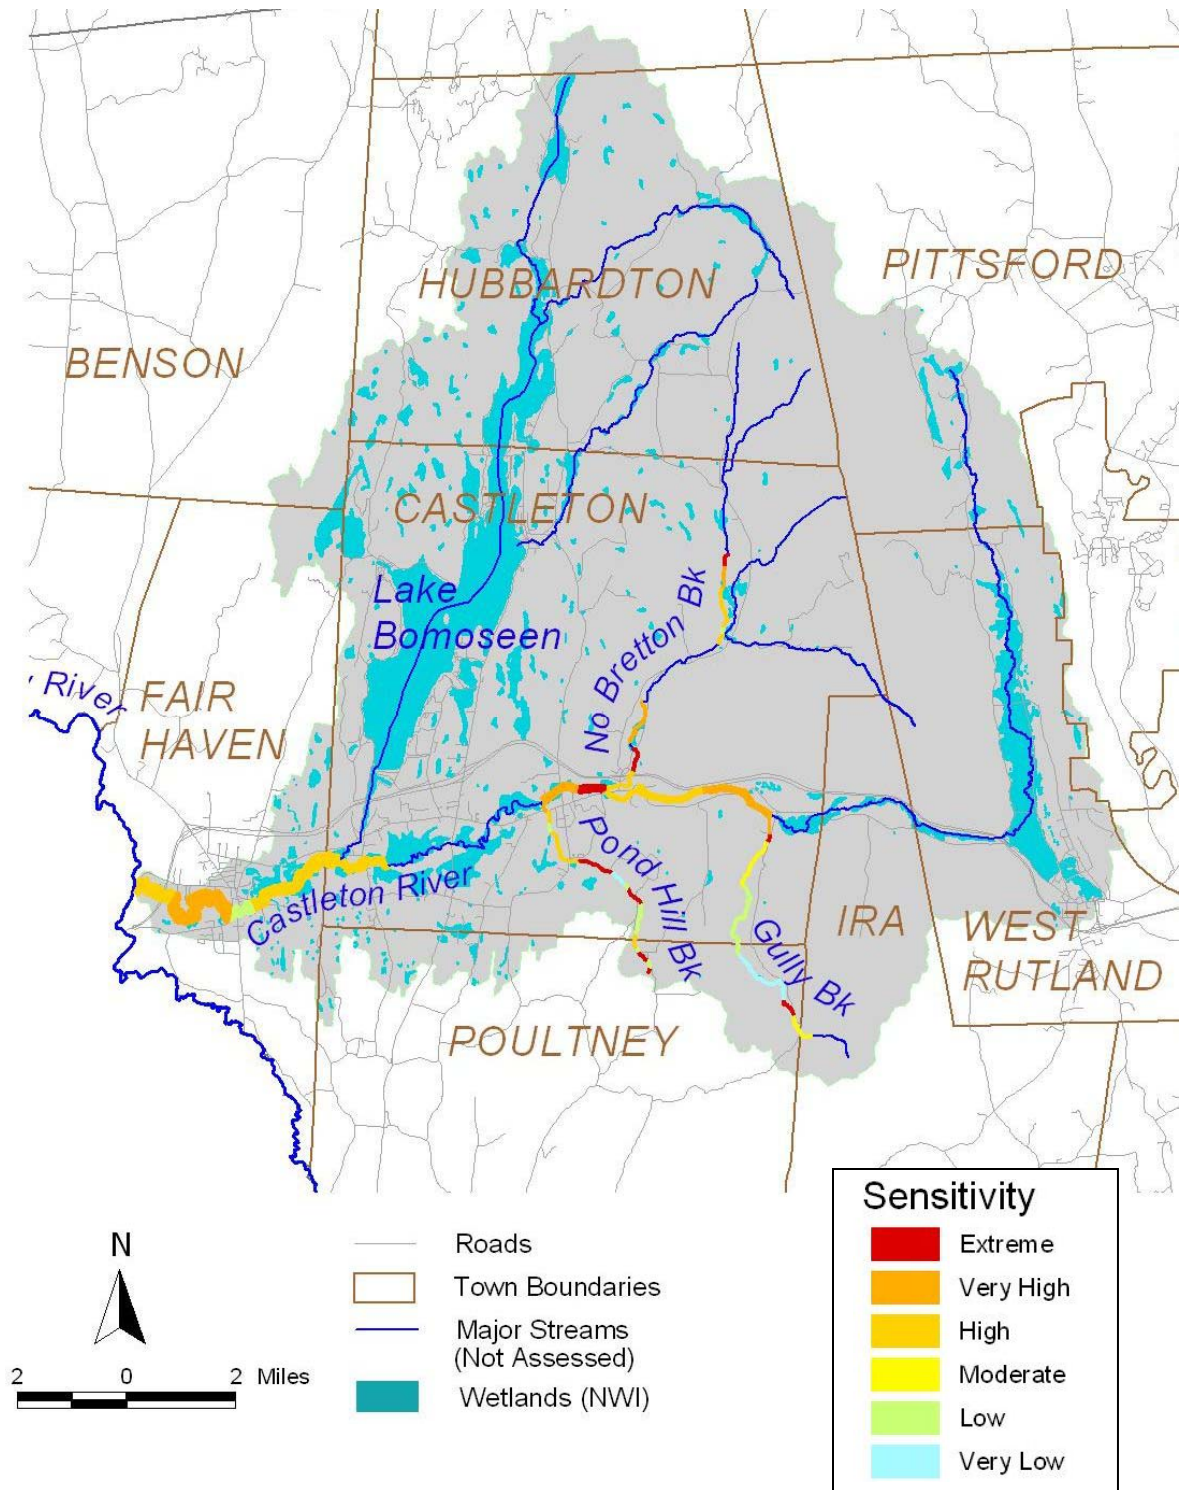 HUBBARDTON
PITTSFORD
BENSON
CASTLETON
Lake
Bomoseen
No Bretton Bk
River
FAIR
HAVEN
Pond Hill Bk
Castleton River
Gully Bk
IRA
WEST
RUTLAND
POULTNEY
N
2 0 2 Miles
Roads
Town Boundaries
Major Streams
(Not Assessed)
Wetlands (NWI)
Sensitivity
Extreme
Very High
High
Moderate
Low
Very Low